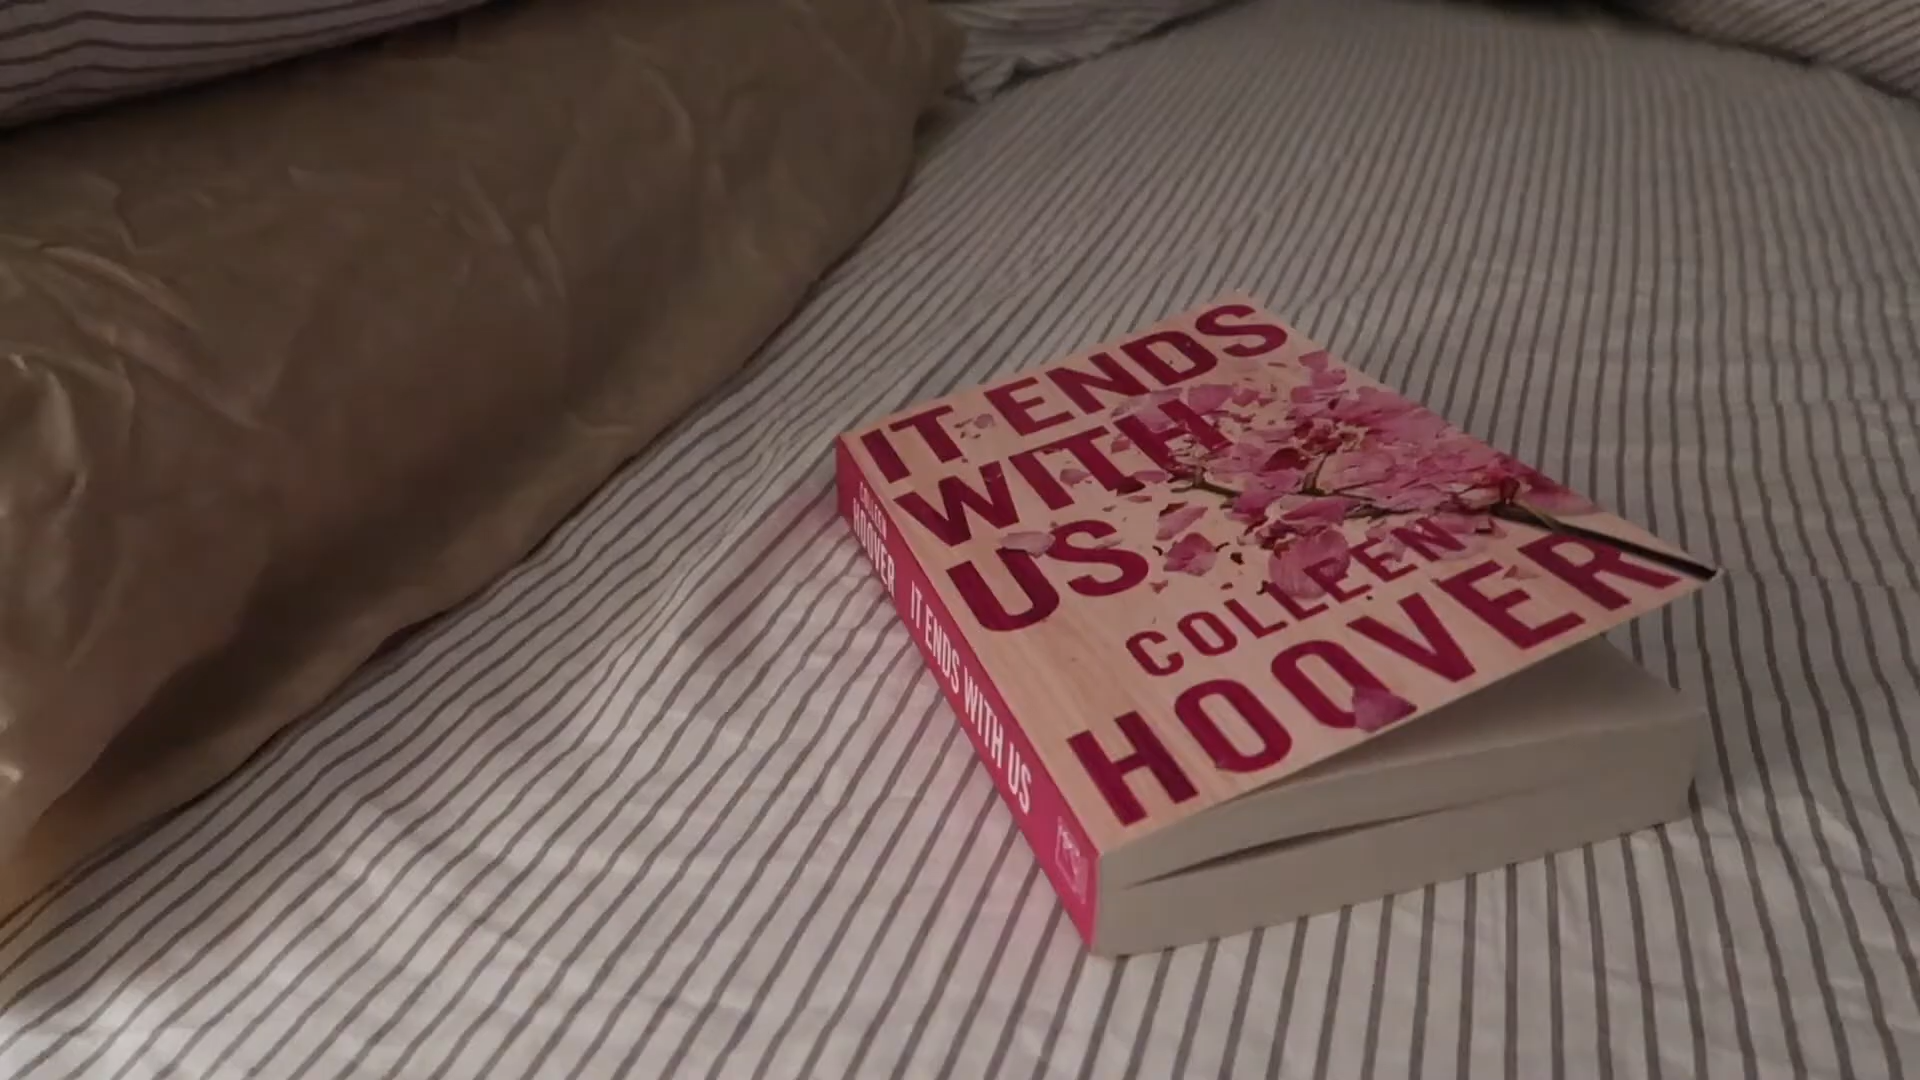 IT ENDS
WITH
US
COLLEEN
HOOVER
COLLEEN
HOOVER
IT ENDS WITH US